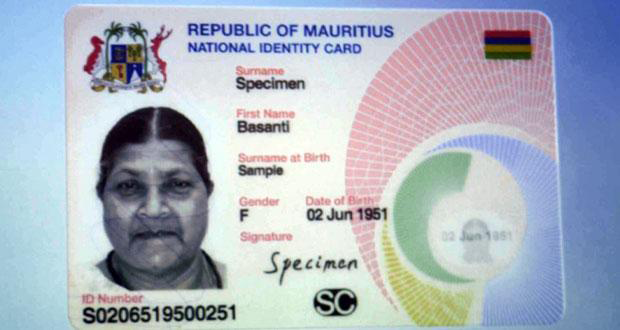 REPUBLIC OF MAURITIUS
NATIONAL IDENTITY CARD
Surname
Specimen
First Name
Basanti
Surname at Birth
Sample
Gender Date of Birth
F 02 Jun 1951
02 Jun 1951
Signature
Specimen
ID Number
S0206519500251
SC